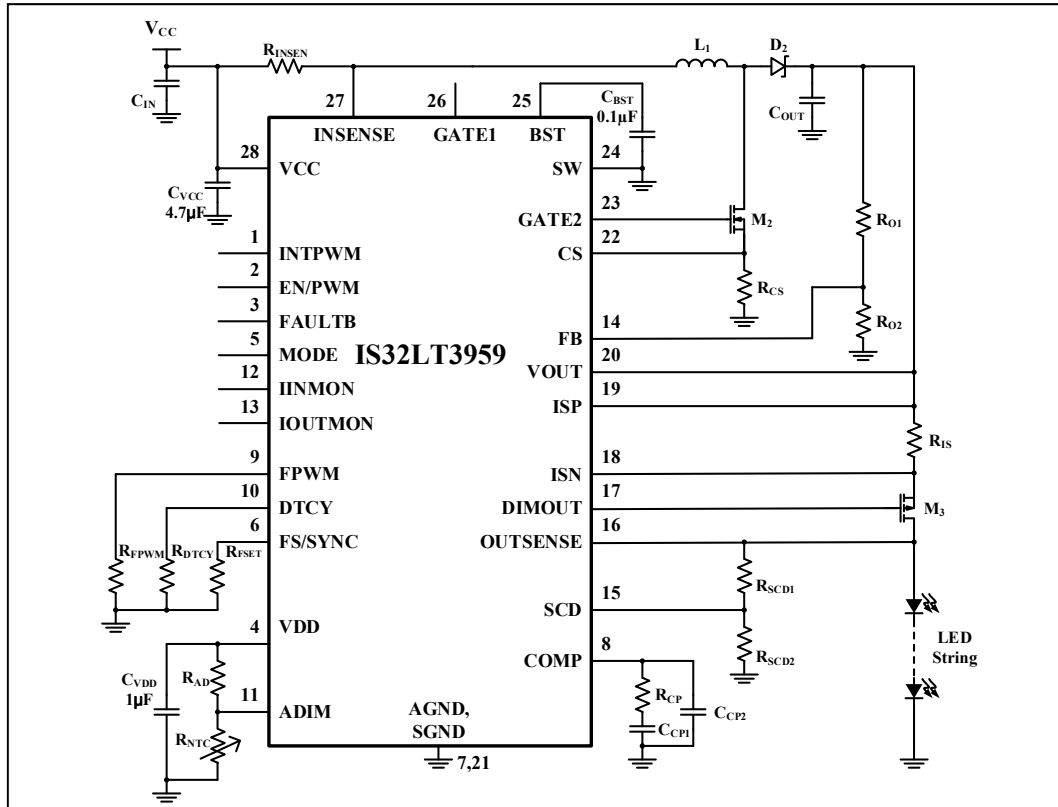 VCC
RINSEN
L1
D2
CIN
27
26
25
CBST
0.1µF
COUT
INSENSE
GATE1
BST
28
VCC
24
SW
CVCC
4.7µF
23
GATE2
M2
RO1
22
CS
1
INTPWM
RCS
2
EN/PWM
RO2
3
FAULTB
14
FB
5
MODE
IS32LT3959
20
VOUT
12
IINMON
19
ISP
13
IOUTMON
RIS
9
FPWM
18
ISN
10
DTCY
17
DIMOUT
M3
6
FS/SYNC
16
OUTSENSE
RFPWM
RDTCY
RFSET
RSCD1
15
SCD
4
VDD
RSCD2
LED
String
8
COMP
CVDD
1µF
RAD
RCP
CCP2
11
ADIM
AGND,
SGND
CCP1
RNTC
7,21